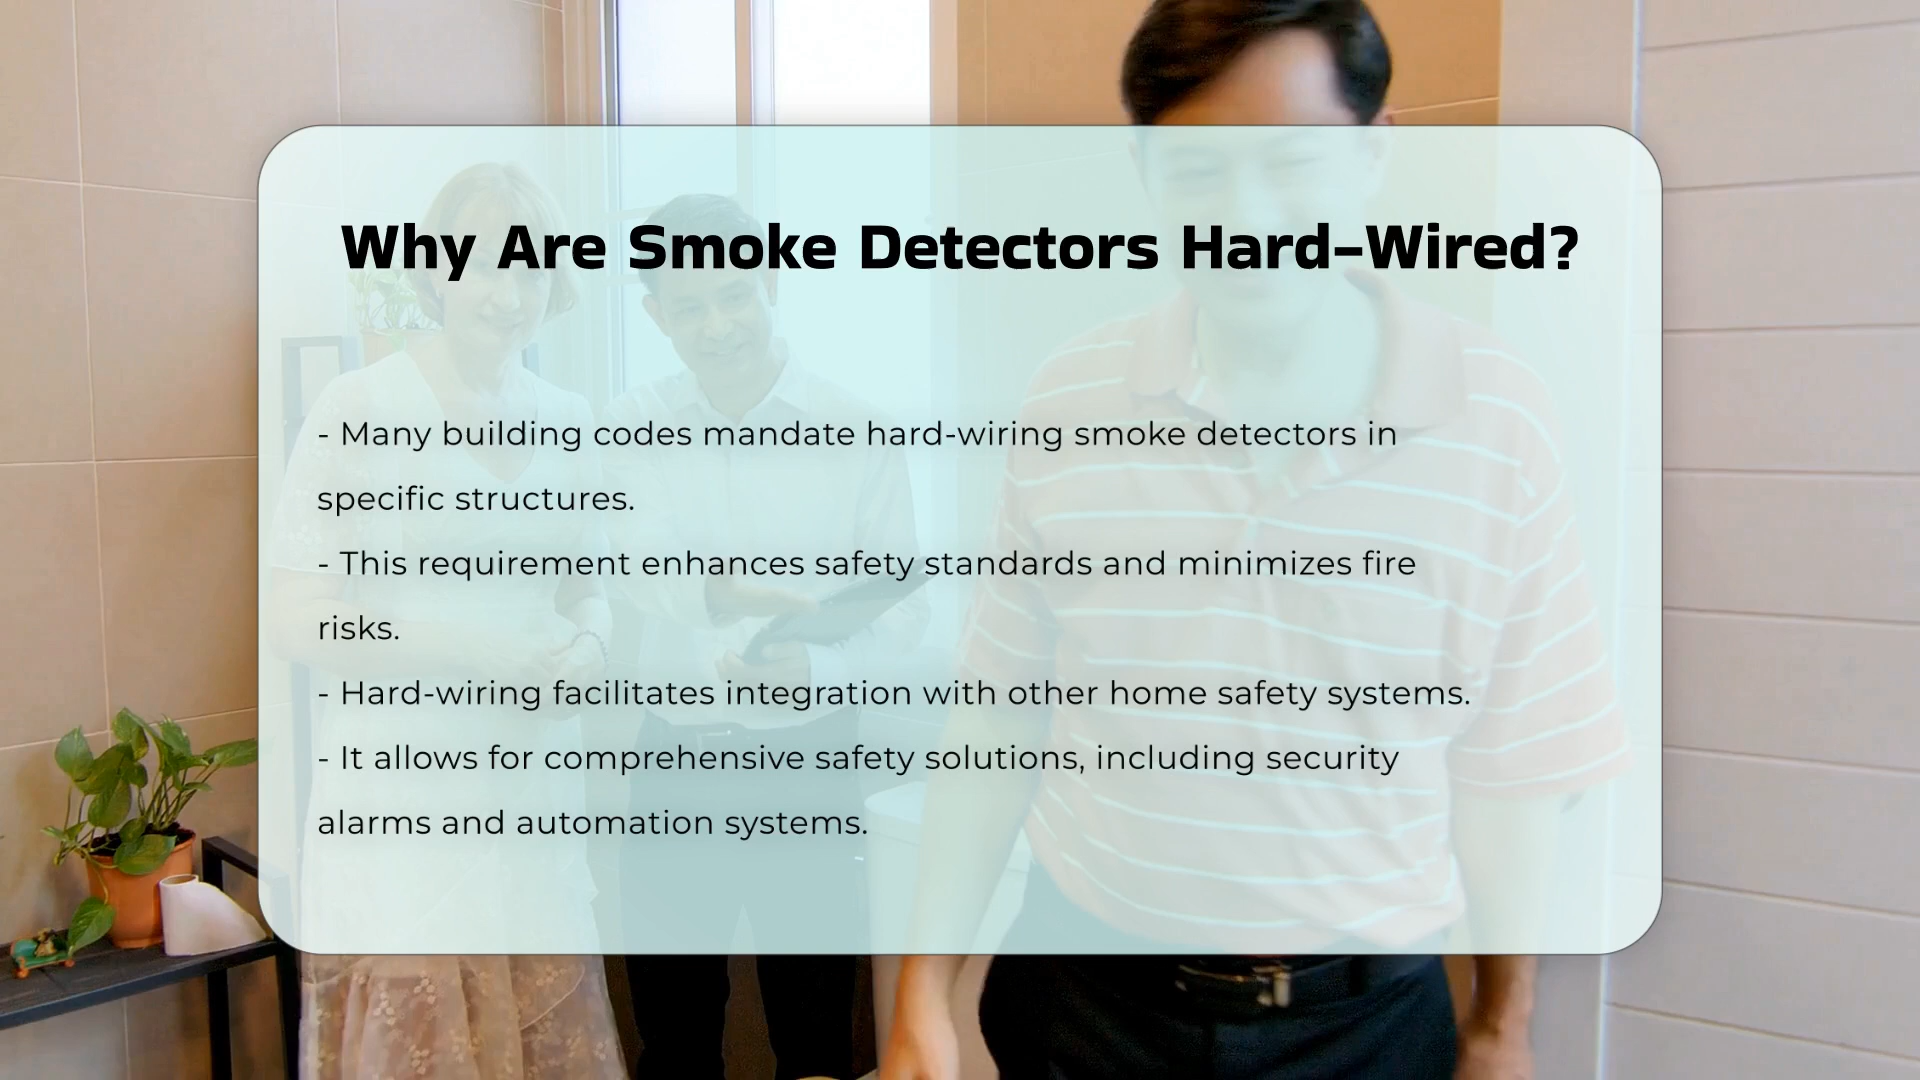 Why Are Smoke Detectors Hard-Wired?
- Many building codes mandate hard-wiring smoke detectors in
specific structures.
- This requirement enhances safety standards and minimizes fire
risks.
- Hard-wiring facilitates integration with other home safety systems.
- It allows for comprehensive safety solutions, including security
alarms and automation systems.